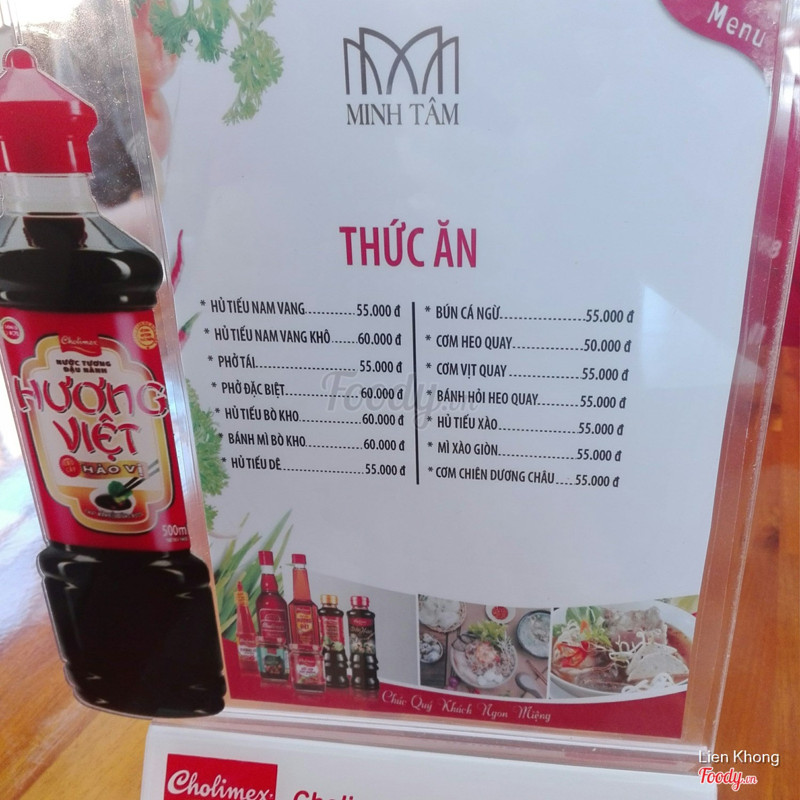 Menu
MINH TÂM
THỨC ĂN
* HỦ TIẾU NAM VANG.............55.000 đ
* HỦ TIẾU NAM VANG KHÔ.......60.000 đ
* PHỞ TÁI...................55.000 đ
* PHỞ ĐẶC BIỆT...................60.000 đ
* HỦ TIẾU BÒ KHO................60.000 đ
* BÁNH MÌ BÒ KHO..............60.000 đ
* HỦ TIẾU DÊ.....................55.000 đ
* BÚN CÁ NGỪ......................55.000 đ
* CƠM HEO QUAY..................50.000 đ
* CƠM VỊT QUAY...................55.000 đ
* BÁNH HỎI HEO QUAY...........55.000 đ
* HỦ TIẾU XÀO......................55.000 đ
* MÌ XÀO GIÒN......................55.000 đ
* CƠM CHIÊN DƯƠNG CHÂU....55.000 đ
Foody.vn
Cholimex
NƯỚC TƯƠNG
ĐẬU NÀNH
HƯƠNG
VIỆT
HÀO VỊ
500m
Chúc Quý Khách Ngon Miệng
Cholimex
Lien Khong
Foody.vn